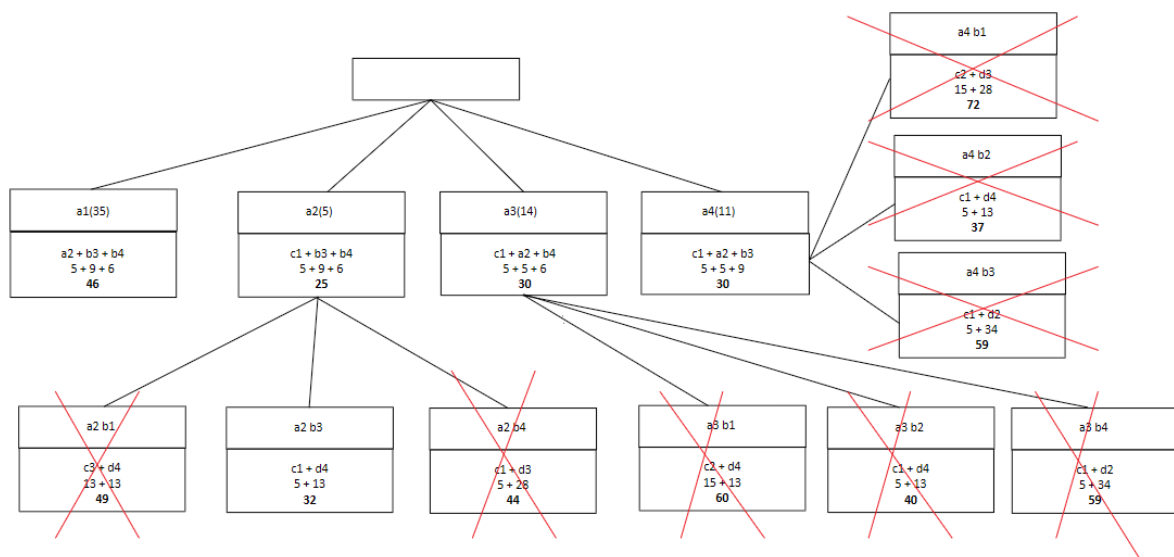 a4 b1
c2 + d3
15 + 28
72
a4 b2
c1 + d4
5 + 13
37
a4 b3
c1 + d2
5 + 34
59
a1(35)
a2 + b3 + b4
5 + 9 + 6
46
a2(5)
c1 + b3 + b4
5 + 9 + 6
25
a3(14)
c1 + a2 + b4
5 + 5 + 6
30
a4(11)
c1 + a2 + b3
5 + 5 + 9
30
a2 b1
c3 + d4
13 + 13
49
a2 b3
c1 + d4
5 + 13
32
a2 b4
c1 + d3
5 + 28
44
a3 b1
c2 + d4
15 + 13
60
a3 b2
c1 + d4
5 + 13
40
a3 b4
c1 + d2
5 + 34
59